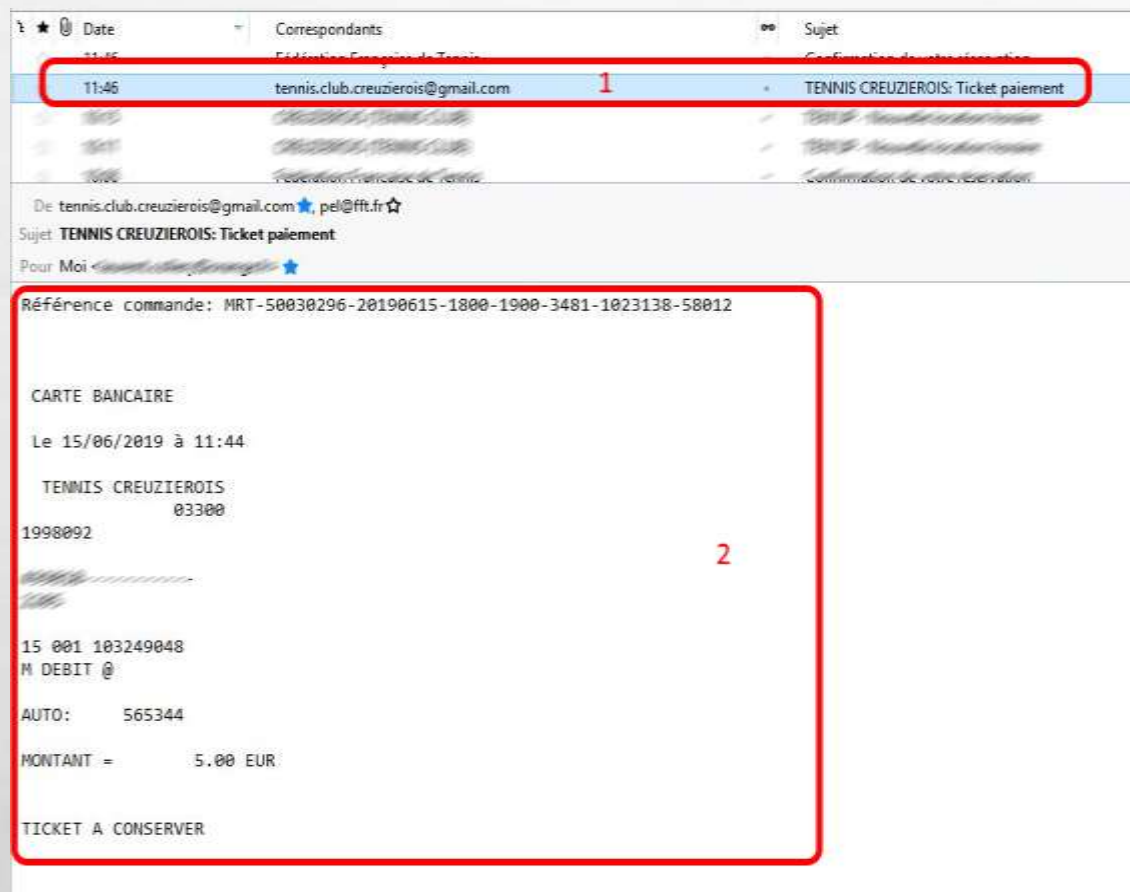 Date Correspondants Sujet
11:46 tennis.club.creuzierois@gmail.com 1 TENNIS CREUZIEROIS: Ticket paiement
De tennis.club.creuzierois@gmail.com, pel@fft.fr
Sujet TENNIS CREUZIEROIS: Ticket paiement
Pour Moi
Référence commande: MRT-50030296-20190615-1800-1900-3481-1023138-58012
CARTE BANCAIRE
Le 15/06/2019 à 11:44
TENNIS CREUZIEROIS
03300
1998092
2
15 001 103249048
M DEBIT @
AUTO: 565344
MONTANT = 5.00 EUR
TICKET A CONSERVER